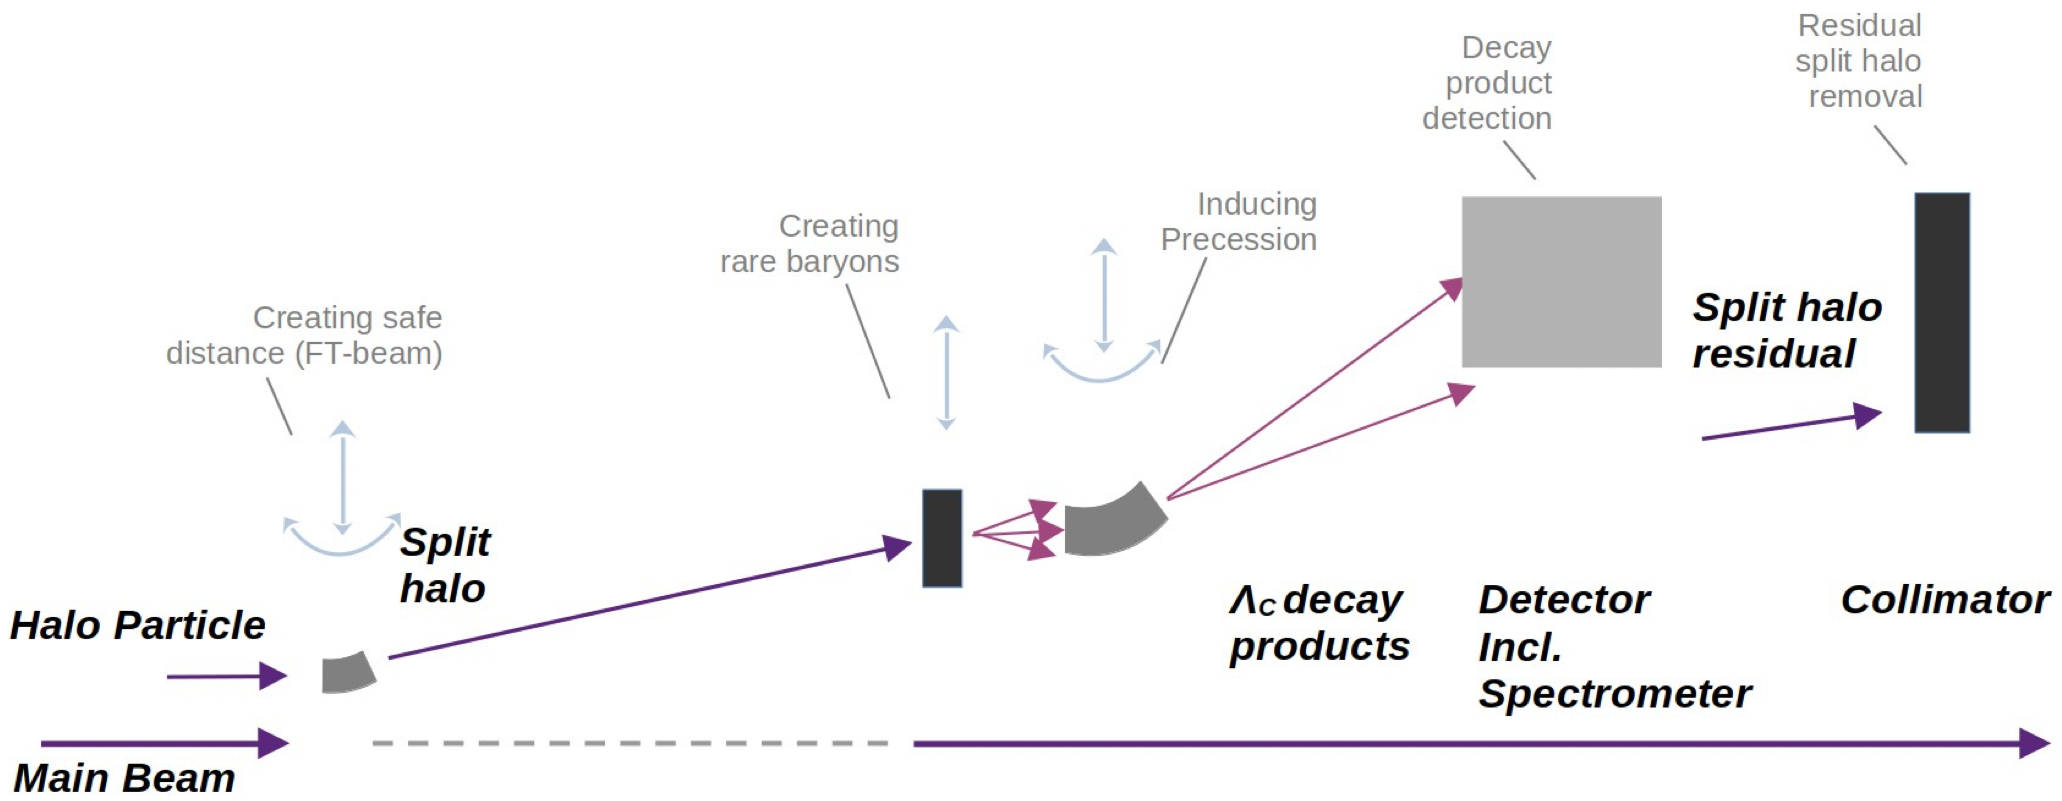 Residual
split halo
removal
Decay
product
detection
Inducing
Precession
Creating
rare baryons
Creating safe
distance (FT-beam)
Split halo
residual
Split
halo
Halo Particle
Λc decay
products
Detector
Incl.
Spectrometer
Collimator
Main Beam